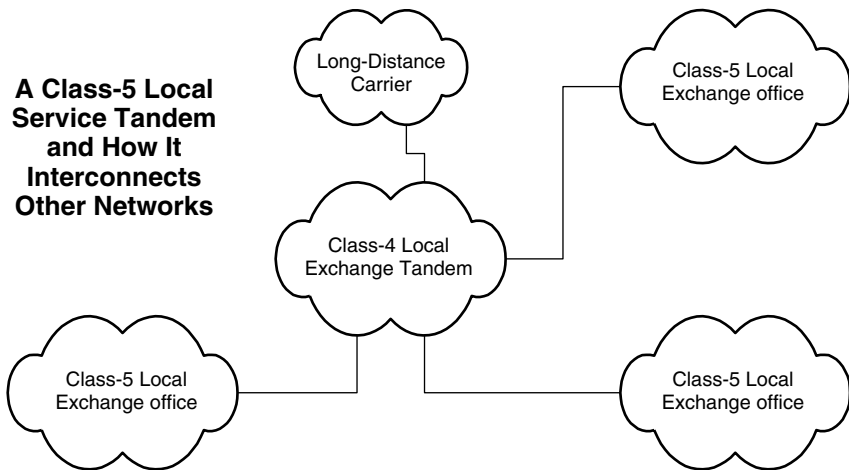 A Class-5 Local
Service Tandem
and How It
Interconnects
Other Networks
Long-Distance
Carrier
Class-5 Local
Exchange office
Class-4 Local
Exchange Tandem
Class-5 Local
Exchange office
Class-5 Local
Exchange office